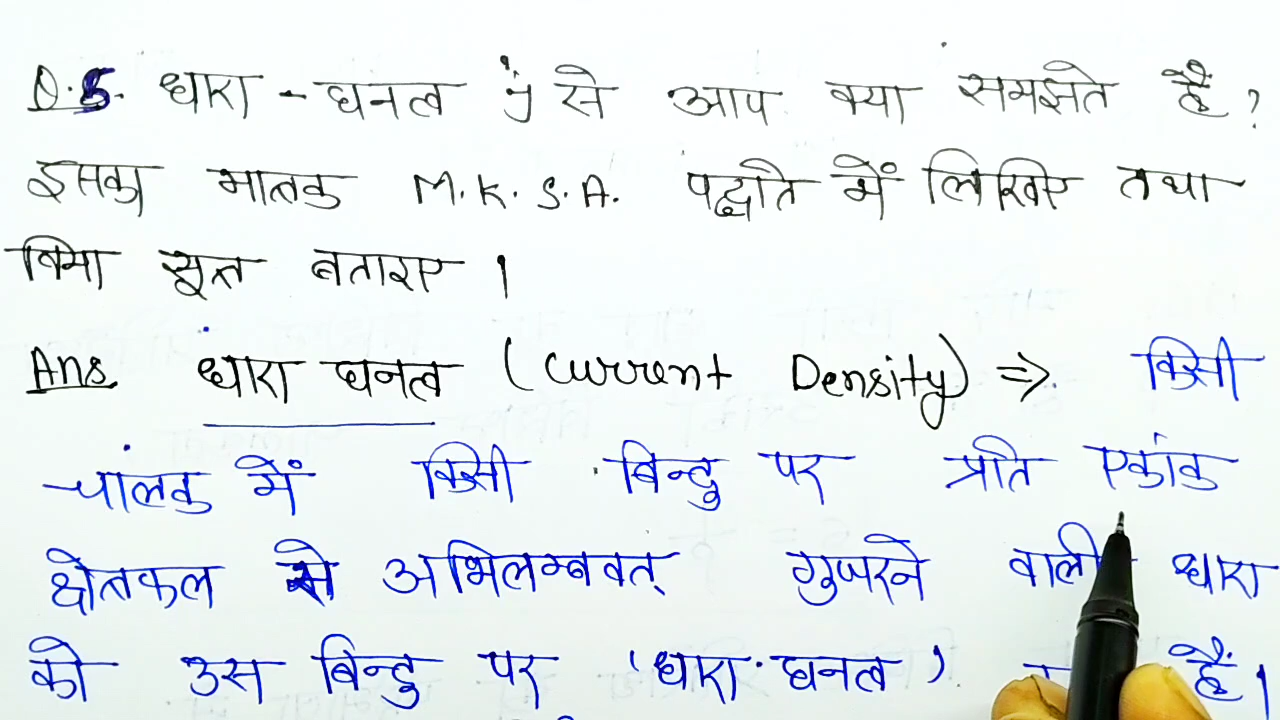 Q.5. धारा - घनत्व j से आप क्या समझते हैं?
इसका मात्रक M.K.S.A. पद्धति में लिखिए तथा
विमा सूत्र बताइए ।
Ans धारा घनत्व (Current Density) ⇒ किसी
चालक में किसी बिन्दु पर प्रति एकांक
क्षेत्रफल से अभिलम्बवत् गुजरने वाली धारा
को उस बिन्दु पर 'धारा घनत्व' हैं।